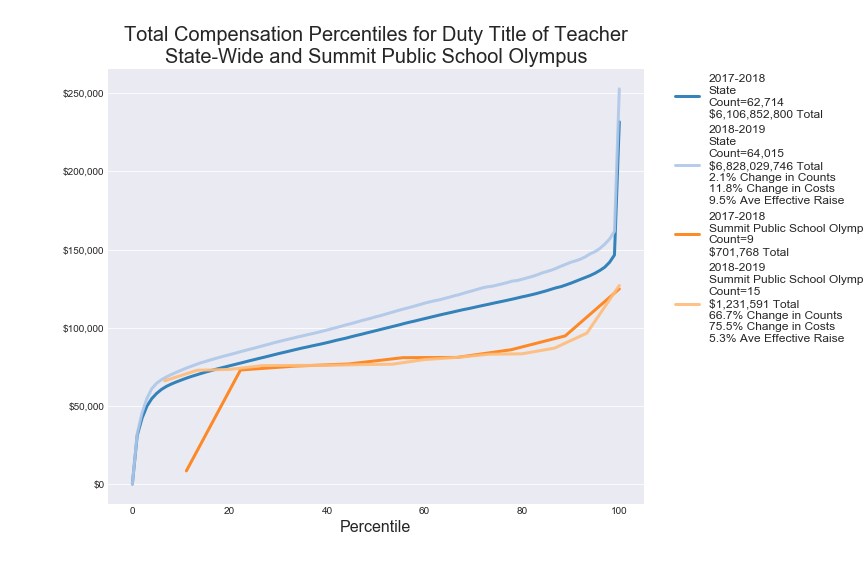 Total Compensation Percentiles for Duty Title of Teacher
State-Wide and Summit Public School Olympus
$250,000
$200,000
$150,000
$100,000
$50,000
$0
0 20 40 60 80 100
Percentile
2017-2018
State
Count=62,714
$6,106,852,800 Total
2018-2019
State
Count=64,015
$6,828,029,746 Total
2.1% Change in Counts
11.8% Change in Costs
9.5% Ave Effective Raise
2017-2018
Summit Public School Olymp
Count=9
$701,768 Total
2018-2019
Summit Public School Olymp
Count=15
$1,231,591 Total
66.7% Change in Counts
75.5% Change in Costs
5.3% Ave Effective Raise